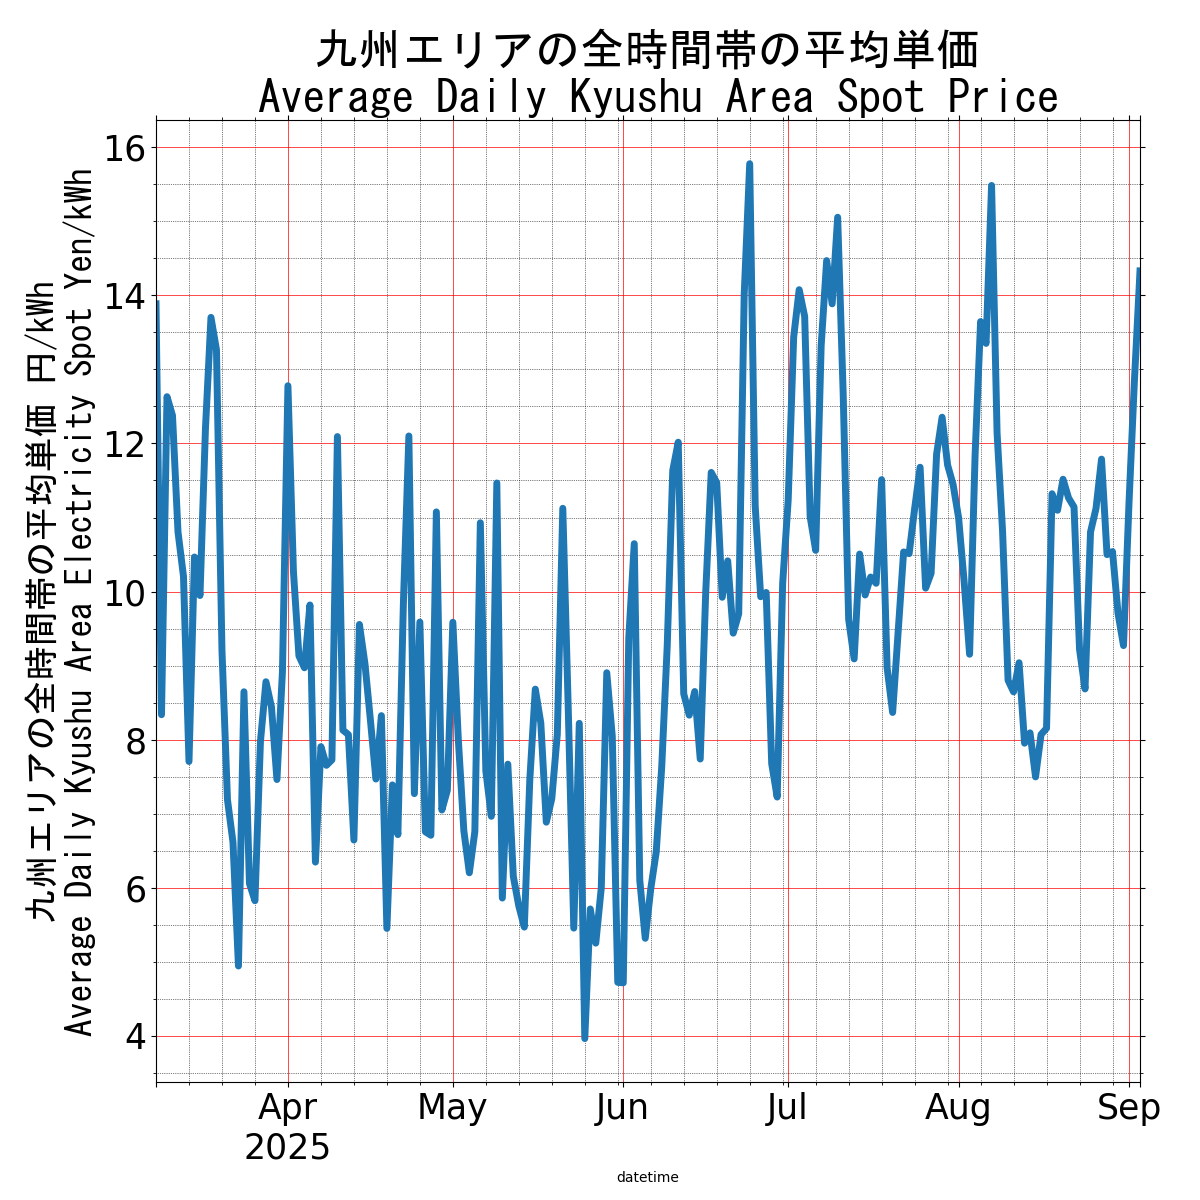 九州エリアの全時間帯の平均単価
Average Daily Kyushu Area Spot Price
九州エリアの全時間帯の平均単価 円/kWh
Average Daily Kyushu Area Electricity Spot Yen/kWh
16
14
12
10
8
6
4
Apr
2025
May
Jun
Jul
Aug
Sep
datetime